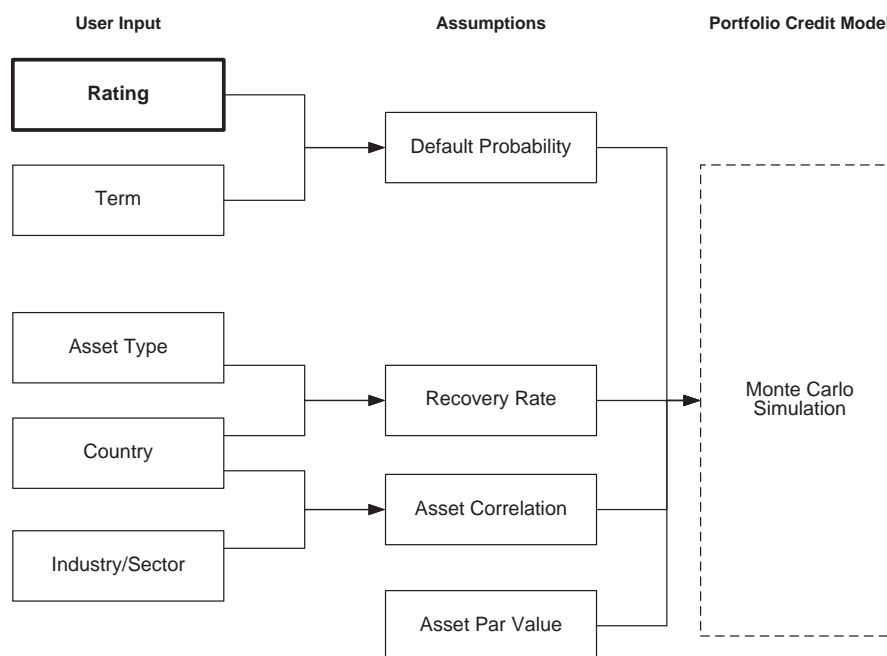 User Input
Assumptions
Portfolio Credit Model
Rating
Default Probability
Term
Asset Type
Recovery Rate
Monte Carlo
Simulation
Country
Asset Correlation
Industry/Sector
Asset Par Value